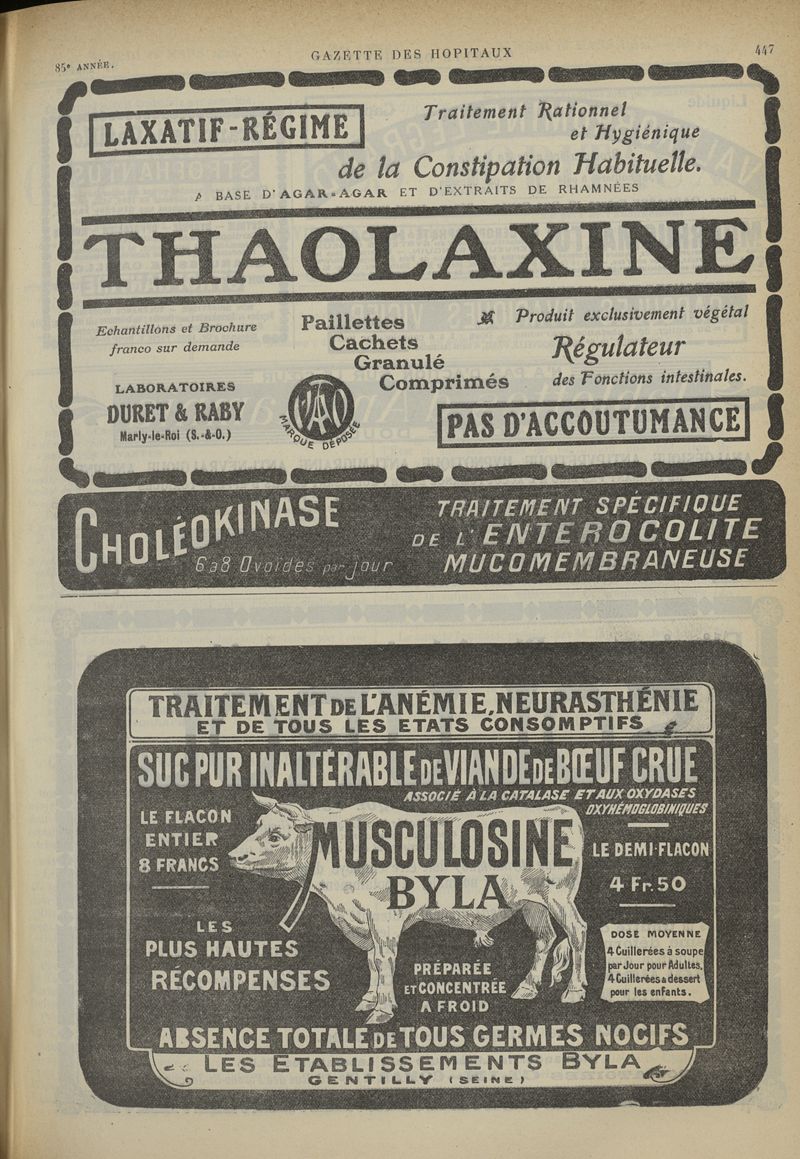 85e ANNÉE.
GAZETTE DES HOPITAUX
447
LAXATIF-RÉGIME
Traitement Rationnel
et Hygiénique
de la Constipation Habituelle.
A BASE D'AGAR-AGAR ET D'EXTRAITS DE RHAMNÉES
THAOLAXINE
Echantillons et Brochure
franco sur demande
LABORATOIRES
DURET & RABY
Marly-le-Roi (S.-&-O.)
Paillettes
Cachets
Granulé
Comprimés
MARQUE DÉPOSÉE
Produit exclusivement végétal
Régulateur
des Fonctions intestinales.
PAS D'ACCOUTUMANCE
CHOLÉOKINASE
6 à 8 Ovoïdes par jour
TRAITEMENT SPÉCIFIQUE
DE L'ENTEROCOLITE
MUCOMEMBRANEUSE
TRAITEMENT DE L'ANÉMIE, NEURASTHÉNIE
ET DE TOUS LES ETATS CONSOMPTIFS
SUC PUR INALTÉRABLE DE VIANDE DE BŒUF CRUE
ASSOCIÉ À LA CATALASE ET AUX OXYDASES
OXYHÉMOGLOBINIQUES
LE FLACON
ENTIER
8 FRANCS
MUSCULOSINE
BYLA
LE DEMI-FLACON
4 Fr. 50
LES
PLUS HAUTES
RÉCOMPENSES
PRÉPARÉE
ET CONCENTRÉE
A FROID
DOSE MOYENNE
4 Cuillerées à soupe
par Jour pour Adultes.
4 Cuillerées à dessert
pour les enfants.
ABSENCE TOTALE DE TOUS GERMES NOCIFS
LES ETABLISSEMENTS BYLA
GENTILLY (SEINE)